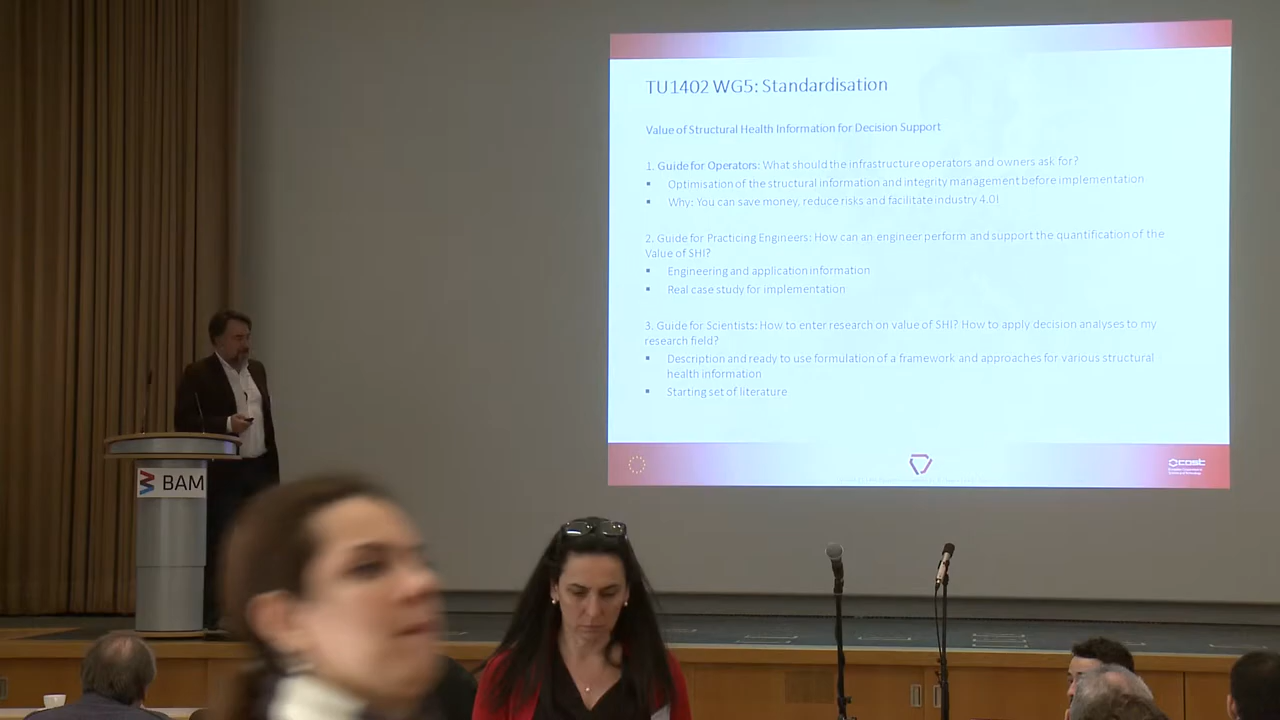 TU1402 WG5: Standardisation
Value of Structural Health Information for Decision Support
1. Guide for Operators: What should the infrastructure operators and owners ask for?
▪ Optimisation of the structural information and integrity management before implementation
▪ Why: You can save money, reduce risks and facilitate industry 4.0!
2. Guide for Practicing Engineers: How can an engineer perform and support the quantification of the
Value of SHI?
▪ Engineering and application information
▪ Real case study for implementation
3. Guide for Scientists: How to enter research on value of SHI? How to apply decision analyses to my
research field?
▪ Description and ready to use formulation of a framework and approaches for various structural
health information
▪ Starting set of literature
cost
BAM